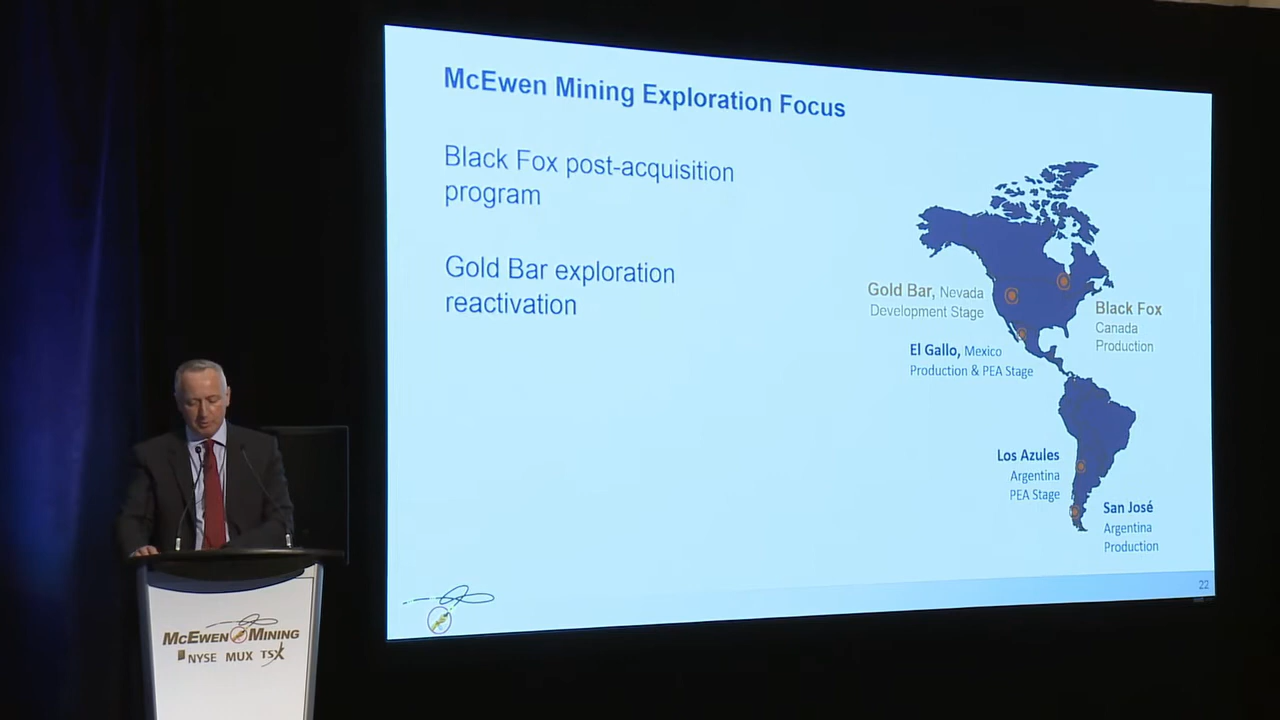 McEwen Mining Exploration Focus
Black Fox post-acquisition
program
Gold Bar exploration
reactivation
Gold Bar, Nevada
Development Stage
Black Fox
Canada
Production
El Gallo, Mexico
Production & PEA Stage
Los Azules
Argentina
PEA Stage
San José
Argentina
Production
22
McEWEN MINING
NYSE MUX TSX